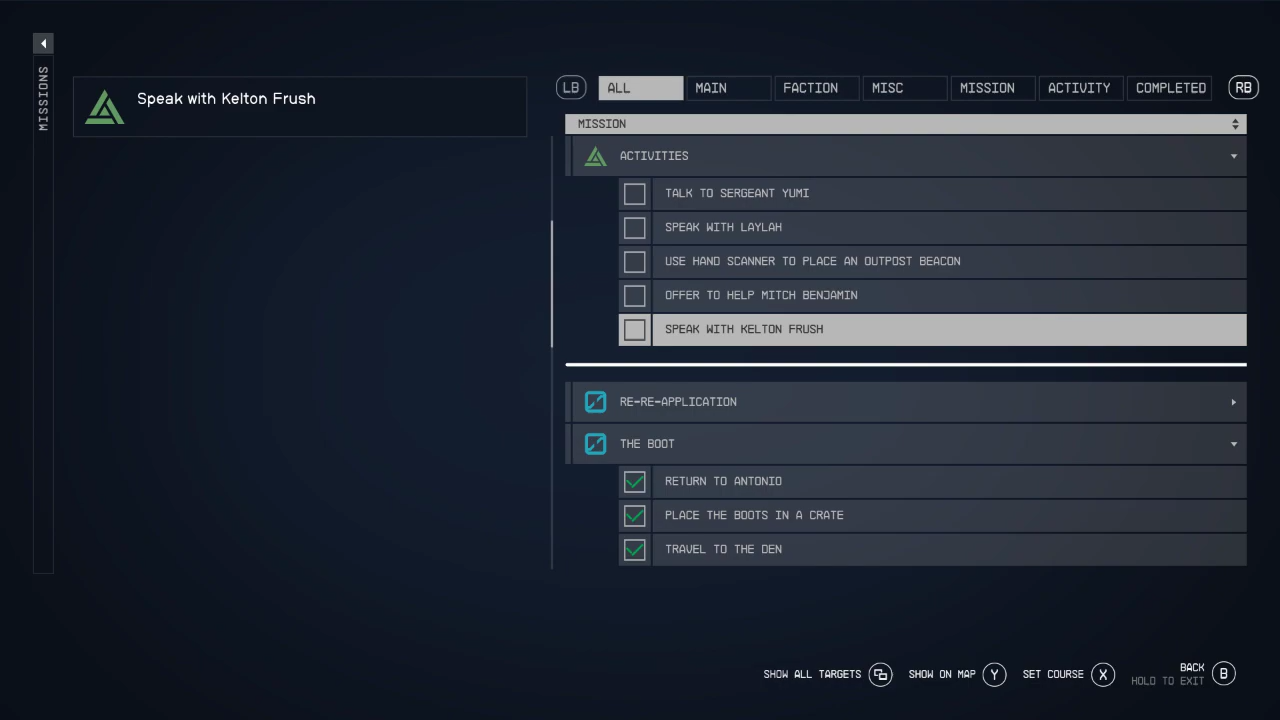 MISSIONS
Speak with Kelton Frush
LB
ALL
MAIN
FACTION
MISC
MISSION
ACTIVITY
COMPLETED
RB
MISSION
ACTIVITIES
TALK TO SERGEANT YUMI
SPEAK WITH LAYLAH
USE HAND SCANNER TO PLACE AN OUTPOST BEACON
OFFER TO HELP MITCH BENJAMIN
SPEAK WITH KELTON FRUSH
RE-RE-APPLICATION
THE BOOT
RETURN TO ANTONIO
PLACE THE BOOTS IN A CRATE
TRAVEL TO THE DEN
SHOW ALL TARGETS
SHOW ON MAP Y
SET COURSE X
BACK B
HOLD TO EXIT